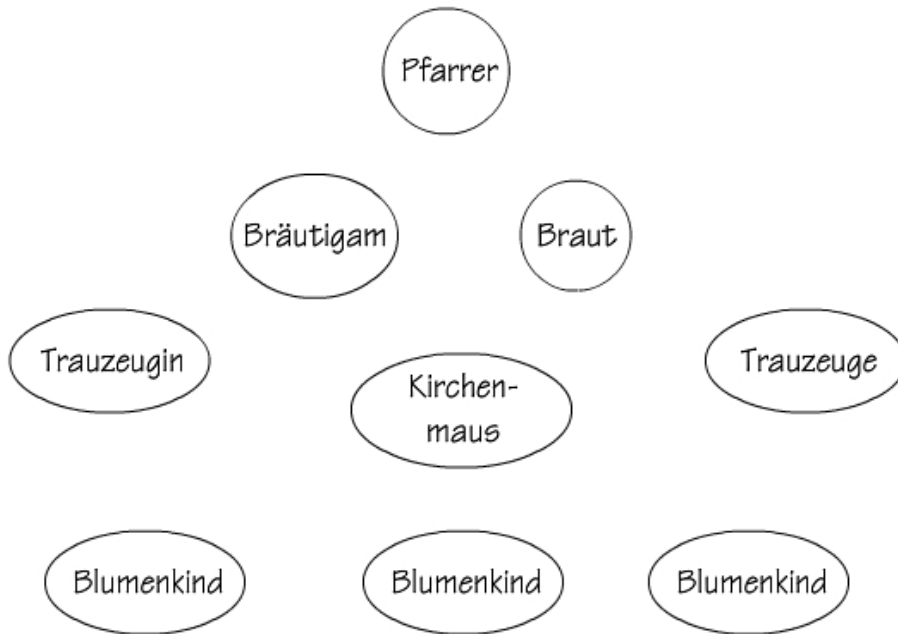 Pfarrer
Bräutigam
Braut
Trauzeugin
Kirchen-
maus
Trauzeuge
Blumenkind
Blumenkind
Blumenkind